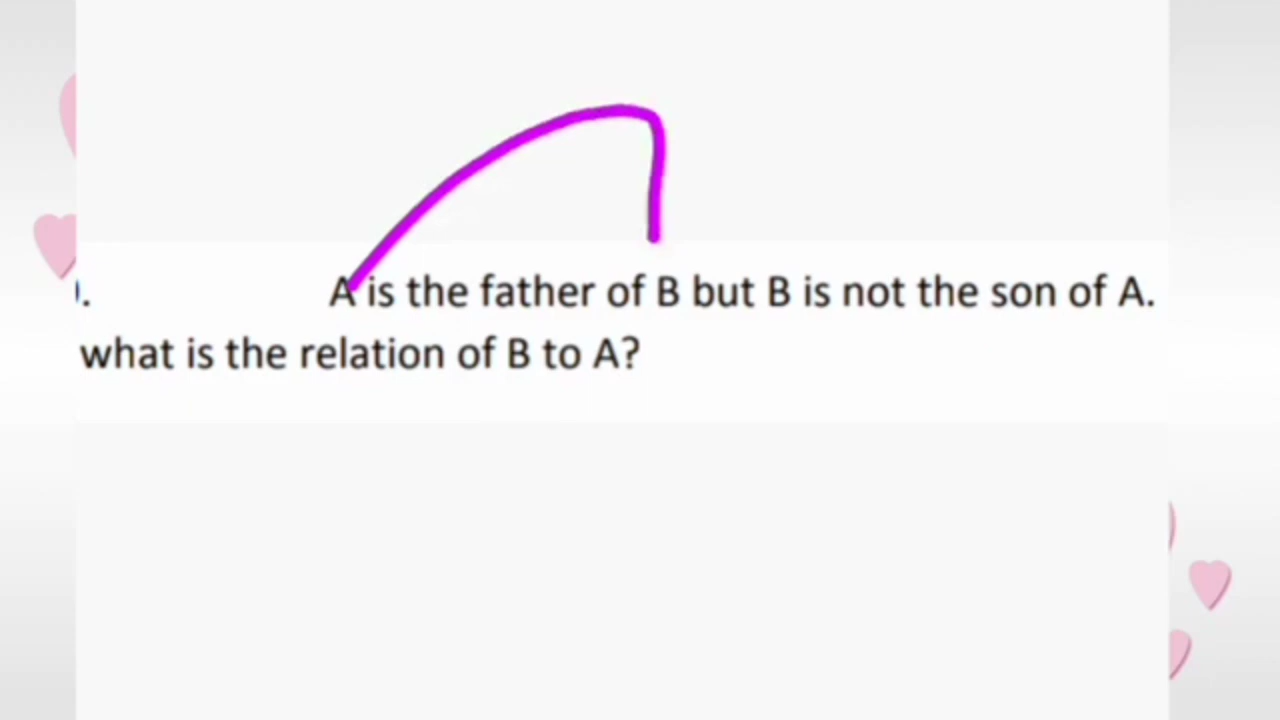 . A is the father of B but B is not the son of A.
what is the relation of B to A?